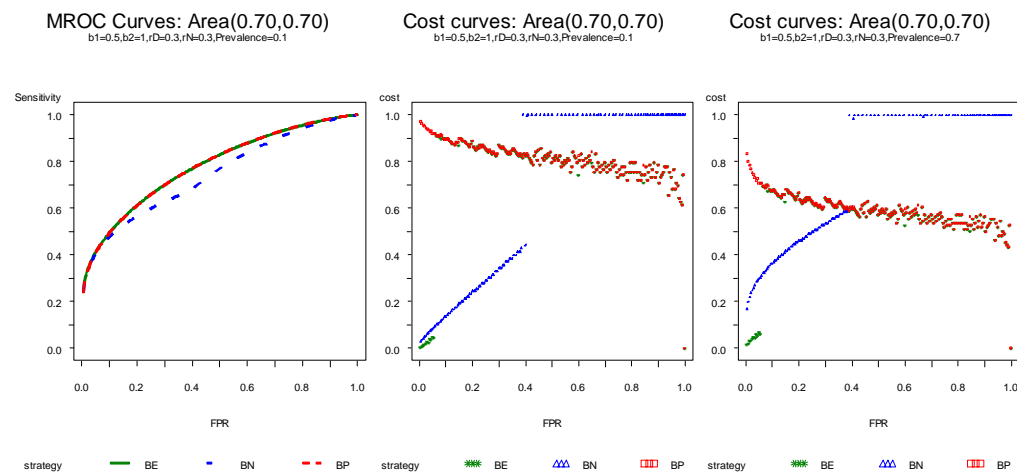 MROC Curves: Area(0.70,0.70)
b1=0.5,b2=1,rD=0.3,rN=0.3,Prevalence=0.1
Sensitivity
1.0
0.8
0.6
0.4
0.2
0.0
0.0 0.2 0.4 0.6 0.8 1.0
FPR
strategy BE BN BP
Cost curves: Area(0.70,0.70)
b1=0.5,b2=1,rD=0.3,rN=0.3,Prevalence=0.1
cost
1.0
0.8
0.6
0.4
0.2
0.0
0.0 0.2 0.4 0.6 0.8 1.0
FPR
strategy BE BN BP
Cost curves: Area(0.70,0.70)
b1=0.5,b2=1,rD=0.3,rN=0.3,Prevalence=0.7
cost
1.0
0.8
0.6
0.4
0.2
0.0
0.0 0.2 0.4 0.6 0.8 1.0
FPR
strategy BE BN BP